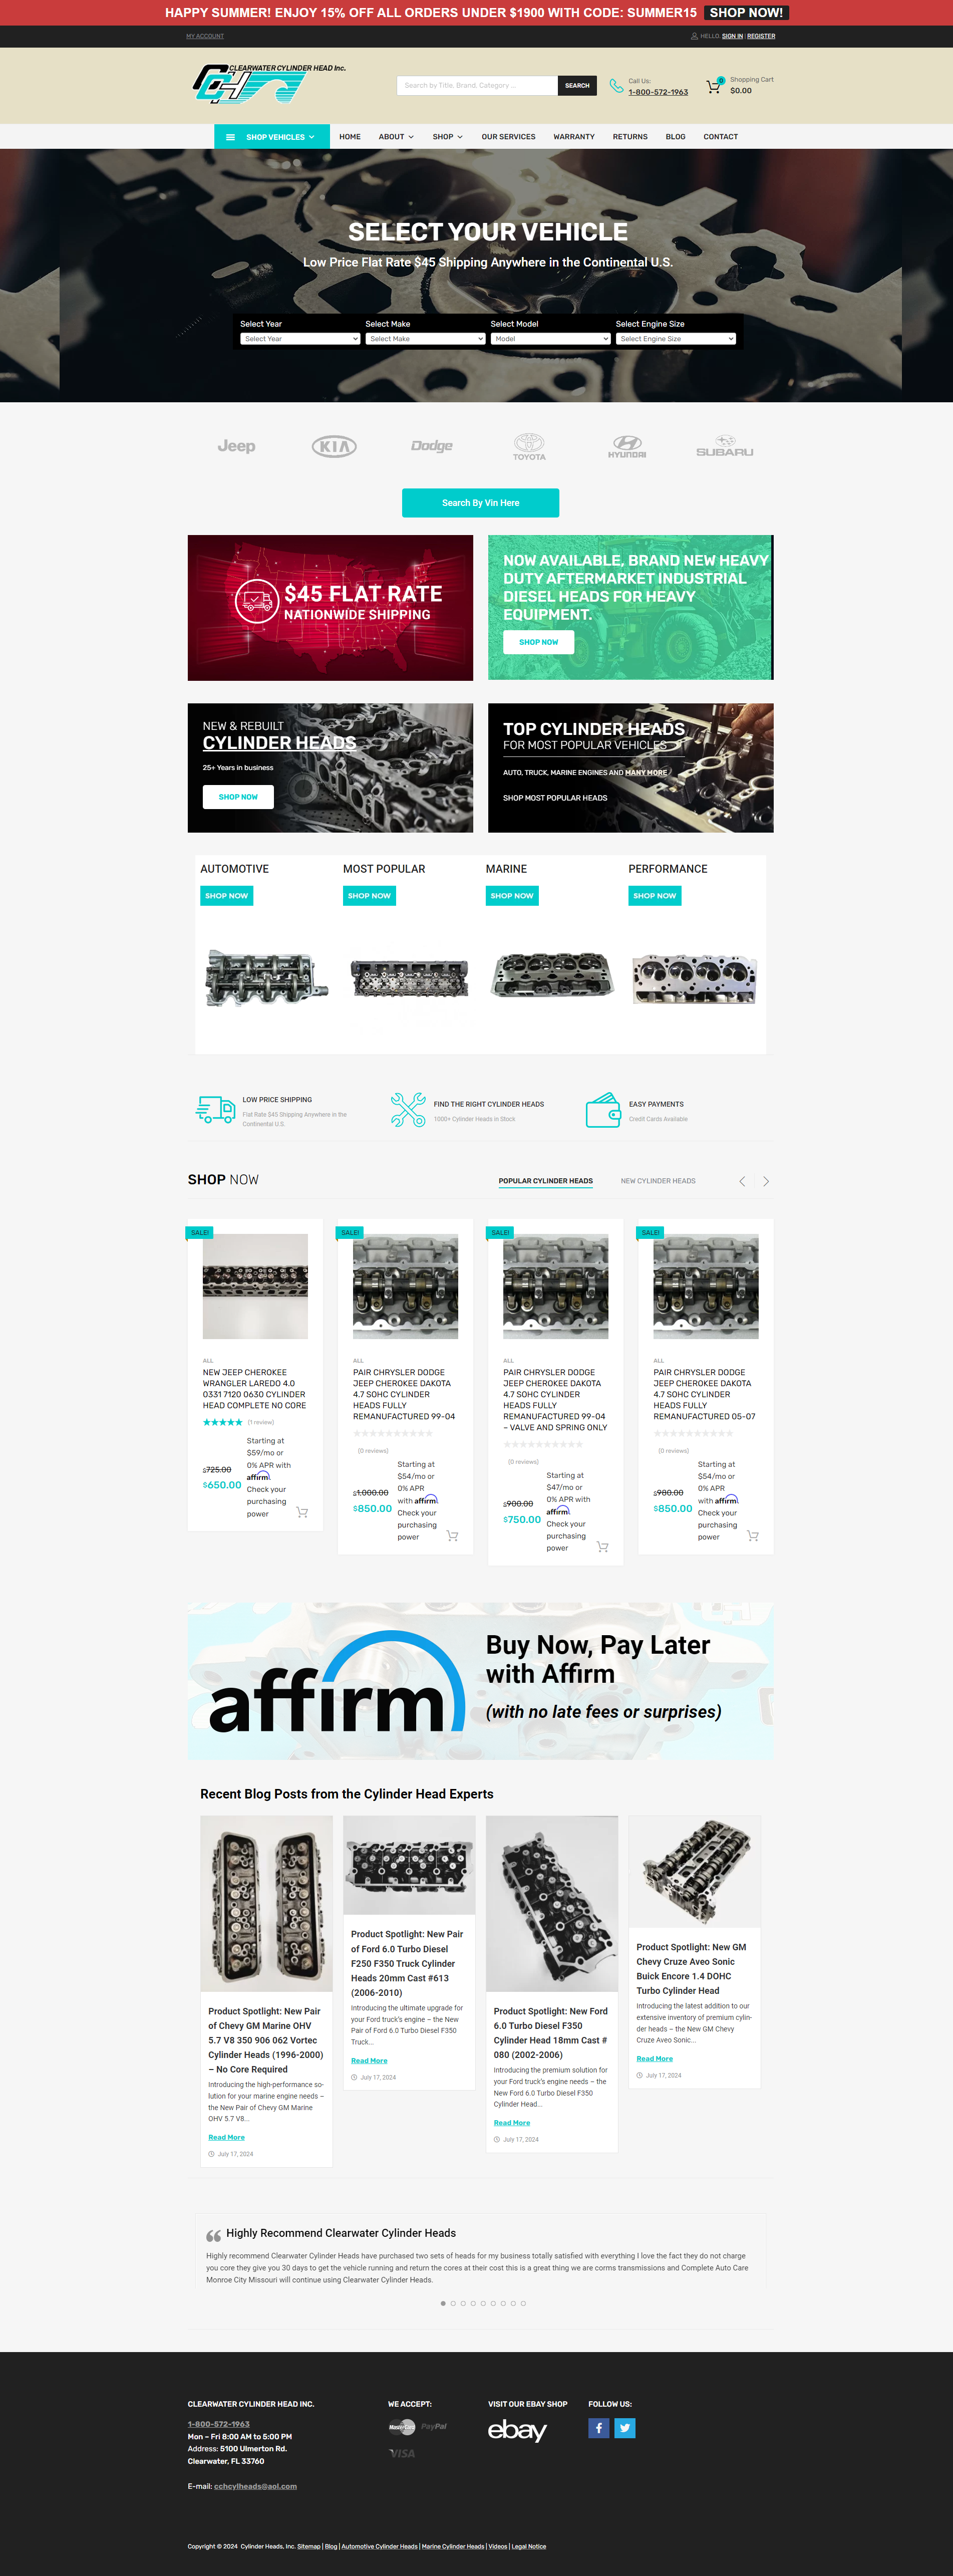 HAPPY SUMMER! ENJOY 15% OFF ALL ORDERS UNDER $1900 WITH CODE: SUMMER15 SHOP NOW!
MY ACCOUNT
HELLO. SIGN IN | REGISTER
CLEARWATER CYLINDER HEAD Inc.
Search by Title, Brand, Category ...
SEARCH
Call Us:
1-800-572-1963
0
Shopping Cart
$0.00
SHOP VEHICLES
HOME
ABOUT
SHOP
OUR SERVICES
WARRANTY
RETURNS
BLOG
CONTACT
SELECT YOUR VEHICLE
Low Price Flat Rate $45 Shipping Anywhere in the Continental U.S.
Select Year
Select Make
Select Model
Select Engine Size
Select Year
Select Make
Model
Select Engine Size
Jeep
KIA
Dodge
TOYOTA
HYUNDAI
SUBARU
Search By Vin Here
$45 FLAT RATE
NATIONWIDE SHIPPING
NOW AVAILABLE, BRAND NEW HEAVY
DUTY AFTERMARKET INDUSTRIAL
DIESEL HEADS FOR HEAVY
EQUIPMENT.
SHOP NOW
NEW & REBUILT
CYLINDER HEADS
25+ Years in business
SHOP NOW
TOP CYLINDER HEADS
FOR MOST POPULAR VEHICLES
AUTO, TRUCK, MARINE ENGINES AND MANY MORE
SHOP MOST POPULAR HEADS
AUTOMOTIVE
SHOP NOW
MOST POPULAR
SHOP NOW
MARINE
SHOP NOW
PERFORMANCE
SHOP NOW
LOW PRICE SHIPPING
Flat Rate $45 Shipping Anywhere in the
Continental U.S.
FIND THE RIGHT CYLINDER HEADS
1000+ Cylinder Heads in Stock
EASY PAYMENTS
Credit Cards Available
SHOP NOW
POPULAR CYLINDER HEADS
NEW CYLINDER HEADS
SALE!
ALL
NEW JEEP CHEROKEE
WRANGLER LAREDO 4.0
0331 7120 0630 CYLINDER
HEAD COMPLETE NO CORE
(1 review)
$725.00
$650.00
Starting at
$59/mo or
0% APR with
affirm
Check your
purchasing
power
SALE!
ALL
PAIR CHRYSLER DODGE
JEEP CHEROKEE DAKOTA
4.7 SOHC CYLINDER
HEADS FULLY
REMANUFACTURED 99-04
(0 reviews)
$1,000.00
$850.00
Starting at
$54/mo or
0% APR
with affirm
Check your
purchasing
power
SALE!
ALL
PAIR CHRYSLER DODGE
JEEP CHEROKEE DAKOTA
4.7 SOHC CYLINDER
HEADS FULLY
REMANUFACTURED 99-04
– VALVE AND SPRING ONLY
(0 reviews)
$900.00
$750.00
Starting at
$47/mo or
0% APR with
affirm
Check your
purchasing
power
SALE!
ALL
PAIR CHRYSLER DODGE
JEEP CHEROKEE DAKOTA
4.7 SOHC CYLINDER
HEADS FULLY
REMANUFACTURED 05-07
(0 reviews)
$980.00
$850.00
Starting at
$54/mo or
0% APR
with affirm
Check your
purchasing
power
affirm
Buy Now, Pay Later
with Affirm
(with no late fees or surprises)
Recent Blog Posts from the Cylinder Head Experts
Product Spotlight: New Pair
of Chevy GM Marine OHV
5.7 V8 350 906 062 Vortec
Cylinder Heads (1996-2000)
– No Core Required
Introducing the high-performance so-
lution for your marine engine needs –
the New Pair of Chevy GM Marine
OHV 5.7 V8...
Read More
July 17, 2024
Product Spotlight: New Pair
of Ford 6.0 Turbo Diesel
F250 F350 Truck Cylinder
Heads 20mm Cast #613
(2006-2010)
Introducing the ultimate upgrade for
your Ford truck's engine – the New
Pair of Ford 6.0 Turbo Diesel F350
Truck...
Read More
July 17, 2024
Product Spotlight: New Ford
6.0 Turbo Diesel F350
Cylinder Head 18mm Cast #
080 (2002-2006)
Introducing the premium solution for
your Ford truck's engine needs – the
New Ford 6.0 Turbo Diesel F350
Cylinder Head...
Read More
July 17, 2024
Product Spotlight: New GM
Chevy Cruze Aveo Sonic
Buick Encore 1.4 DOHC
Turbo Cylinder Head
Introducing the latest addition to our
extensive inventory of premium cylin-
der heads – the New GM Chevy
Cruze Aveo Sonic...
Read More
July 17, 2024
Highly Recommend Clearwater Cylinder Heads
Highly recommend Clearwater Cylinder Heads have purchased two sets of heads for my business totally satisfied with everything I love the fact they do not charge
you core they give you 30 days to get the vehicle running and return the cores at their cost this is a great thing we are corms transmissions and Complete Auto Care
Monroe City Missouri will continue using Clearwater Cylinder Heads.
CLEARWATER CYLINDER HEAD INC.
1-800-572-1963
Mon – Fri 8:00 AM to 5:00 PM
Address: 5100 Ulmerton Rd.
Clearwater, FL 33760
E-mail: cchcylheads@aol.com
WE ACCEPT:
MasterCard
PayPal
VISA
VISIT OUR EBAY SHOP
ebay
FOLLOW US:
Copyright © 2024 Cylinder Heads, Inc. Sitemap | Blog | Automotive Cylinder Heads | Marine Cylinder Heads | Videos | Legal Notice